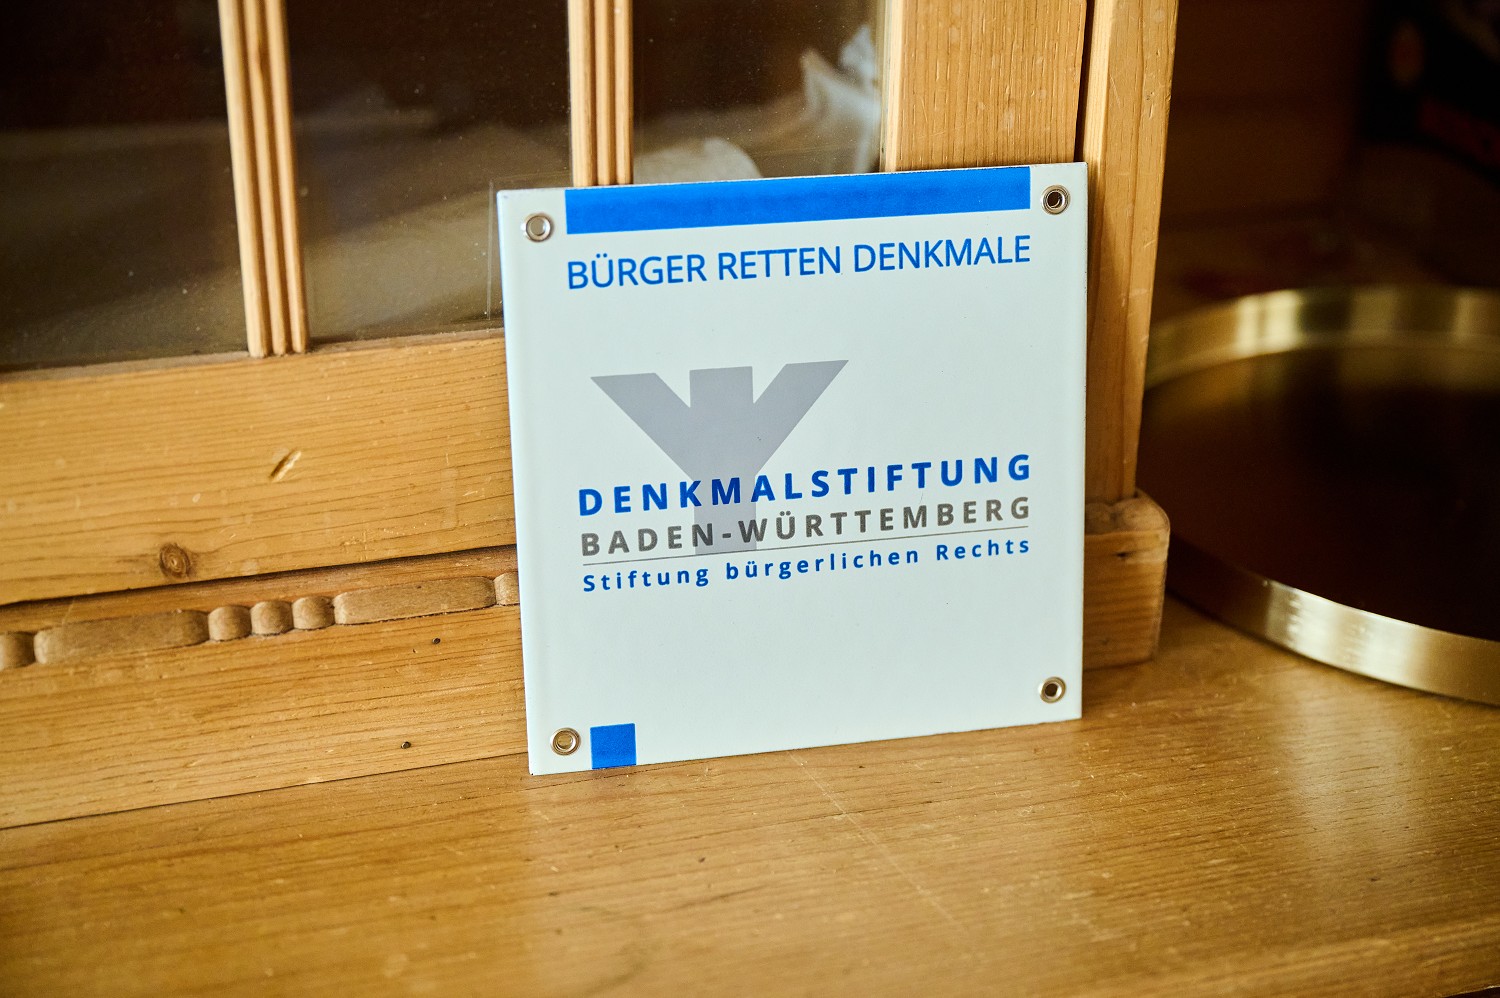 BÜRGER RETTEN DENKMALE
DENKMALSTIFTUNG
BADEN-WÜRTTEMBERG
Stiftung bürgerlichen Rechts